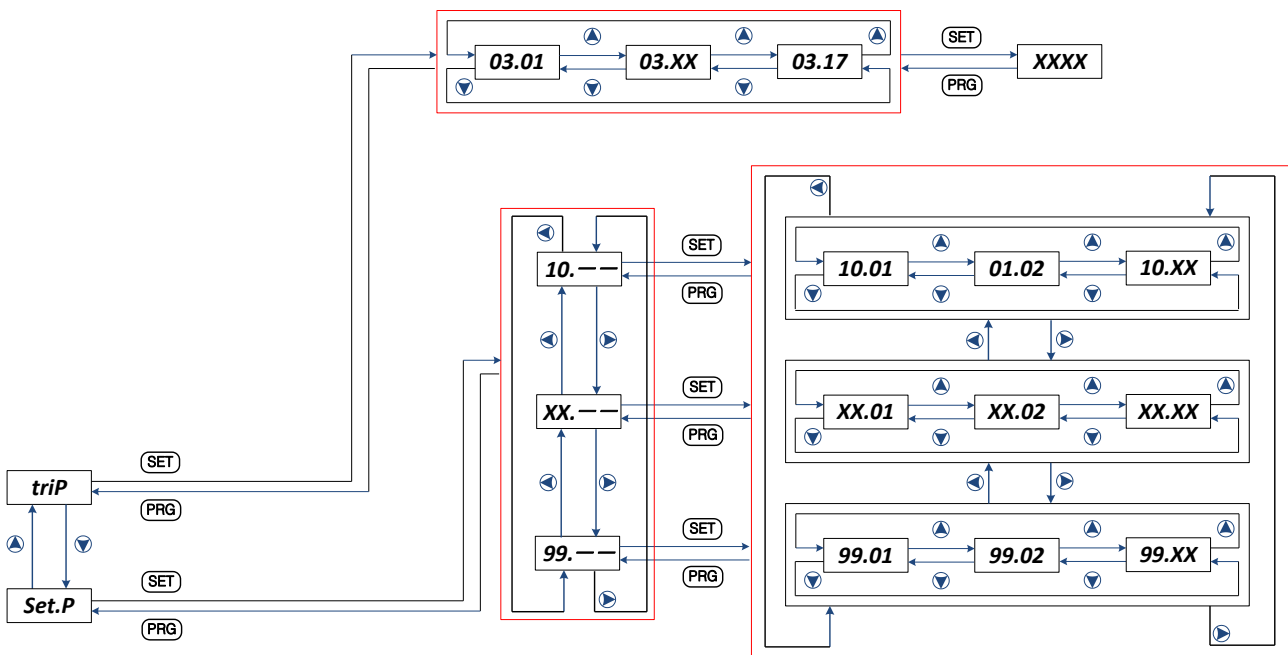 SET
03.01 03.XX 03.17 XXXX
PRG
SET
10.−− 10.01 01.02 10.XX
PRG
SET
XX.−− XX.01 XX.02 XX.XX
PRG
SET
triP
PRG
SET
99.−− 99.01 99.02 99.XX
PRG
SET
Set.P
PRG